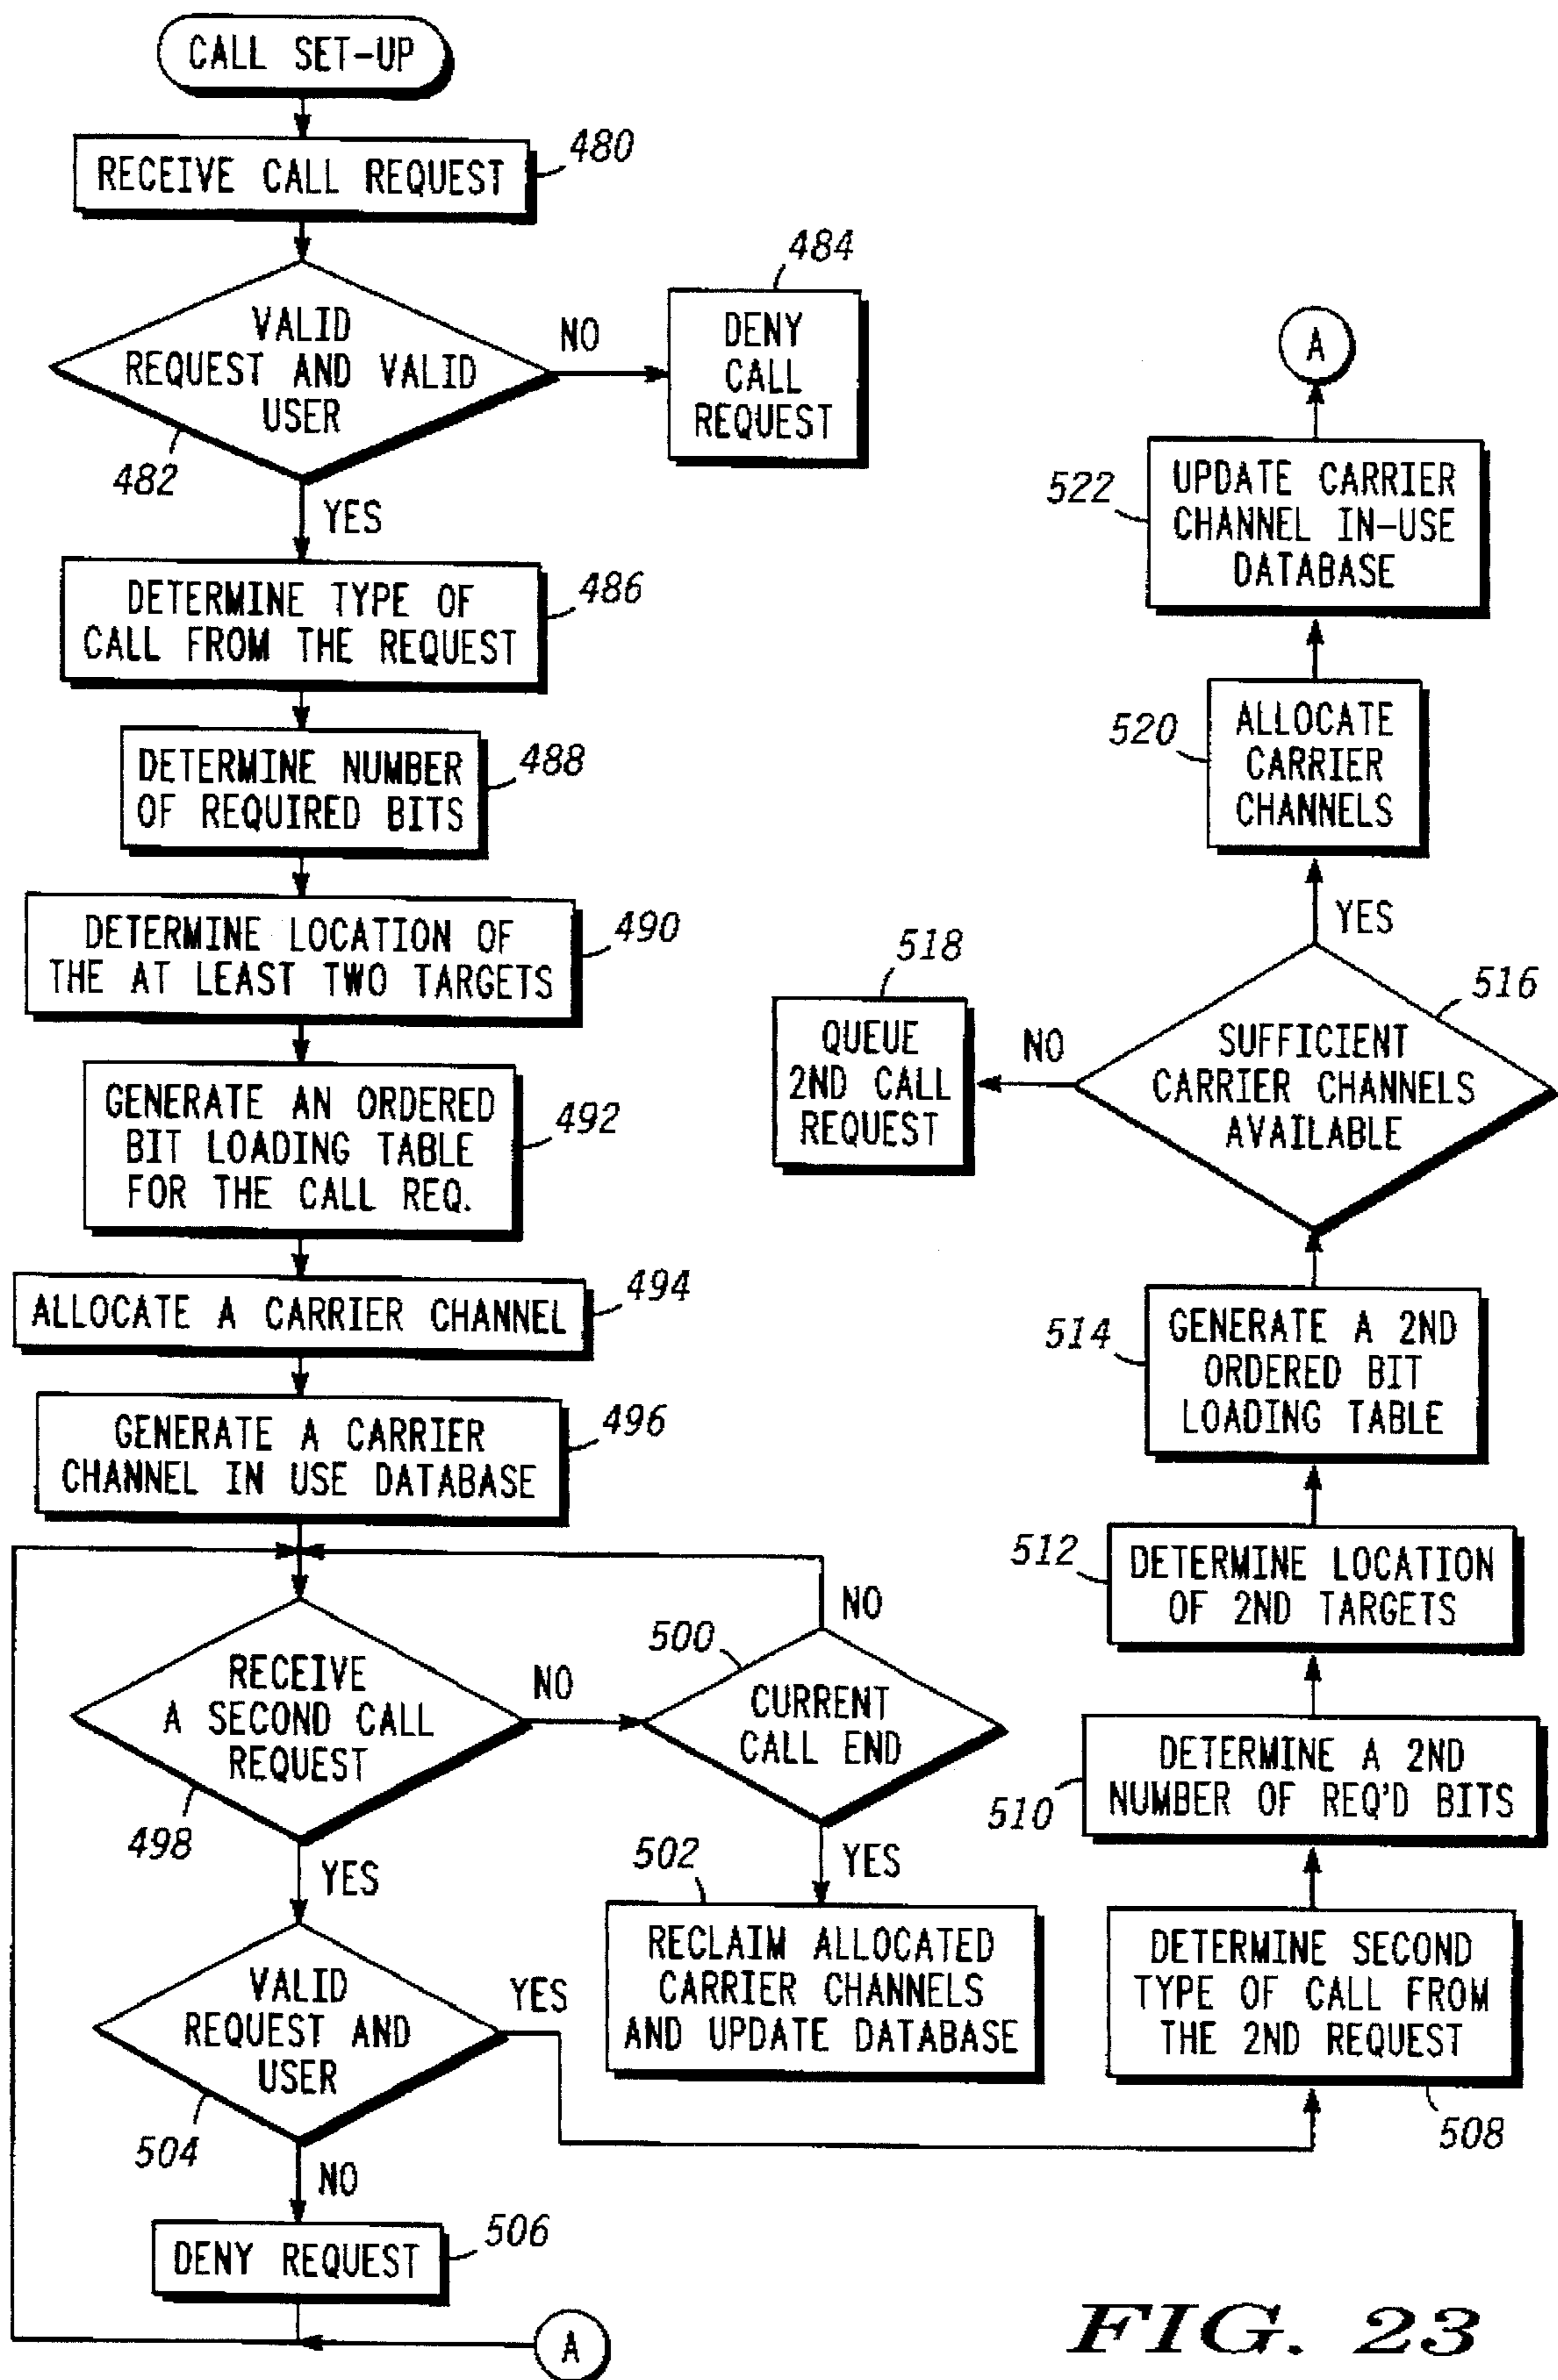 CALL SET-UP
RECEIVE CALL REQUEST
480
VALID
REQUEST AND VALID
USER
482
NO
484
DENY
CALL
REQUEST
YES
DETERMINE TYPE OF
CALL FROM THE REQUEST
486
DETERMINE NUMBER
OF REQUIRED BITS
488
DETERMINE LOCATION OF
THE AT LEAST TWO TARGETS
490
GENERATE AN ORDERED
BIT LOADING TABLE
FOR THE CALL REQ.
492
ALLOCATE A CARRIER CHANNEL
494
GENERATE A CARRIER
CHANNEL IN USE DATABASE
496
RECEIVE
A SECOND CALL
REQUEST
498
NO
500
CURRENT
CALL END
NO
YES
502
RECLAIM ALLOCATED
CARRIER CHANNELS
AND UPDATE DATABASE
YES
VALID
REQUEST AND
USER
504
YES
NO
DENY REQUEST
506
A
A
522
UPDATE CARRIER
CHANNEL IN-USE
DATABASE
520
ALLOCATE
CARRIER
CHANNELS
YES
518
QUEUE
2ND CALL
REQUEST
NO
516
SUFFICIENT
CARRIER CHANNELS
AVAILABLE
514
GENERATE A 2ND
ORDERED BIT
LOADING TABLE
512
DETERMINE LOCATION
OF 2ND TARGETS
510
DETERMINE A 2ND
NUMBER OF REQ'D BITS
DETERMINE SECOND
TYPE OF CALL FROM
THE 2ND REQUEST
508
FIG. 23